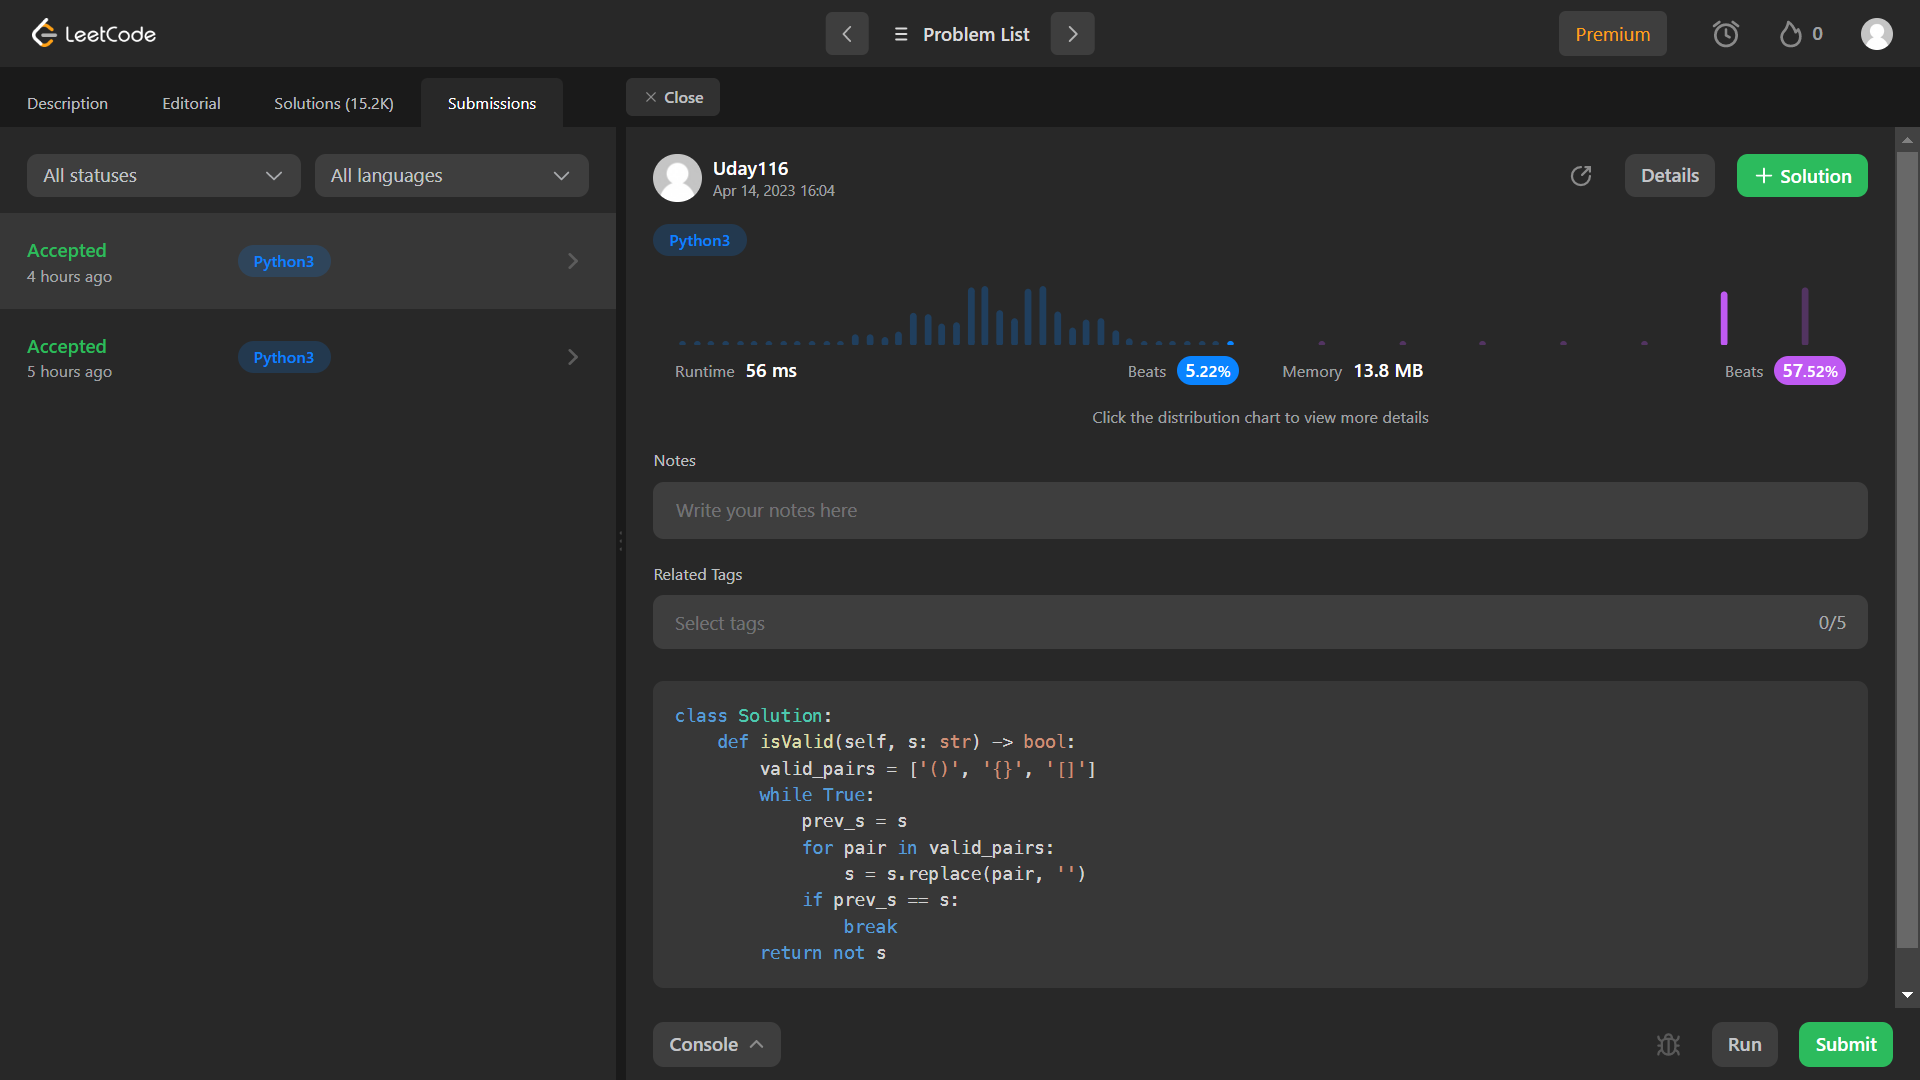 LeetCode
Problem List
Premium
0
Description
Editorial
Solutions (15.2K)
Submissions
Close
All statuses
All languages
Accepted
4 hours ago
Python3
Accepted
5 hours ago
Python3
Uday116
Apr 14, 2023 16:04
Details
+ Solution
Python3
Runtime 56 ms
Beats 5.22%
Memory 13.8 MB
Beats 57.52%
Click the distribution chart to view more details
Notes
Write your notes here
Related Tags
Select tags
0/5
class Solution:
    def isValid(self, s: str) -> bool:
        valid_pairs = ['()', '{}', '[]']
        while True:
            prev_s = s
            for pair in valid_pairs:
                s = s.replace(pair, '')
            if prev_s == s:
                break
        return not s
Console
Run
Submit